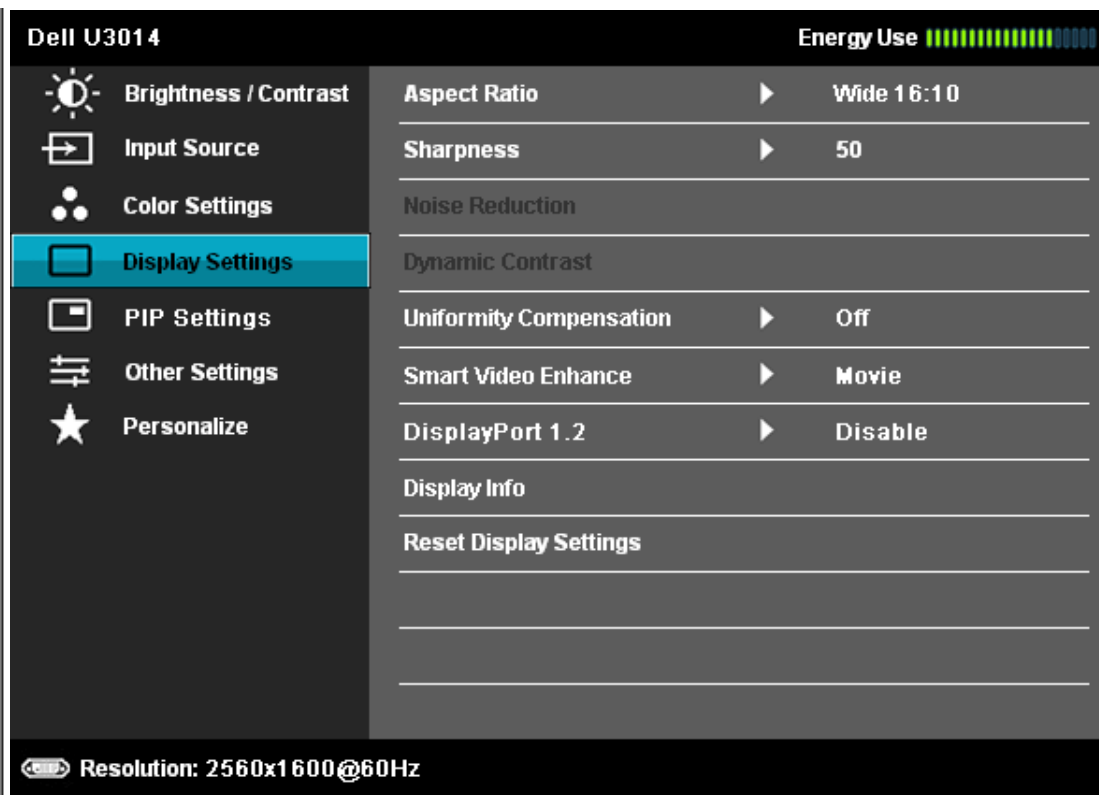 Dell U3014 Energy Use
Brightness / Contrast
Input Source
Color Settings
Display Settings
PIP Settings
Other Settings
Personalize
Aspect Ratio Wide 16:10
Sharpness 50
Noise Reduction
Dynamic Contrast
Uniformity Compensation Off
Smart Video Enhance Movie
DisplayPort 1.2 Disable
Display Info
Reset Display Settings
Resolution: 2560x1600@60Hz